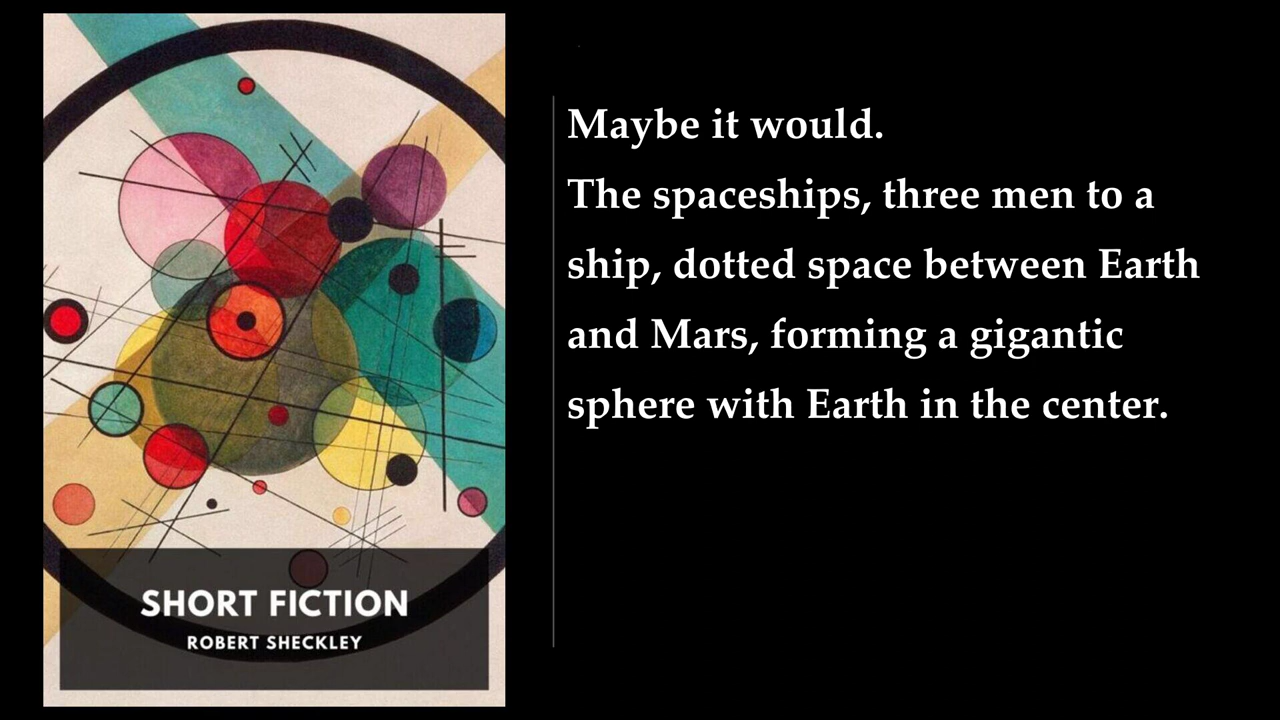 SHORT FICTION
ROBERT SHECKLEY
Maybe it would.
The spaceships, three men to a
ship, dotted space between Earth
and Mars, forming a gigantic
sphere with Earth in the center.